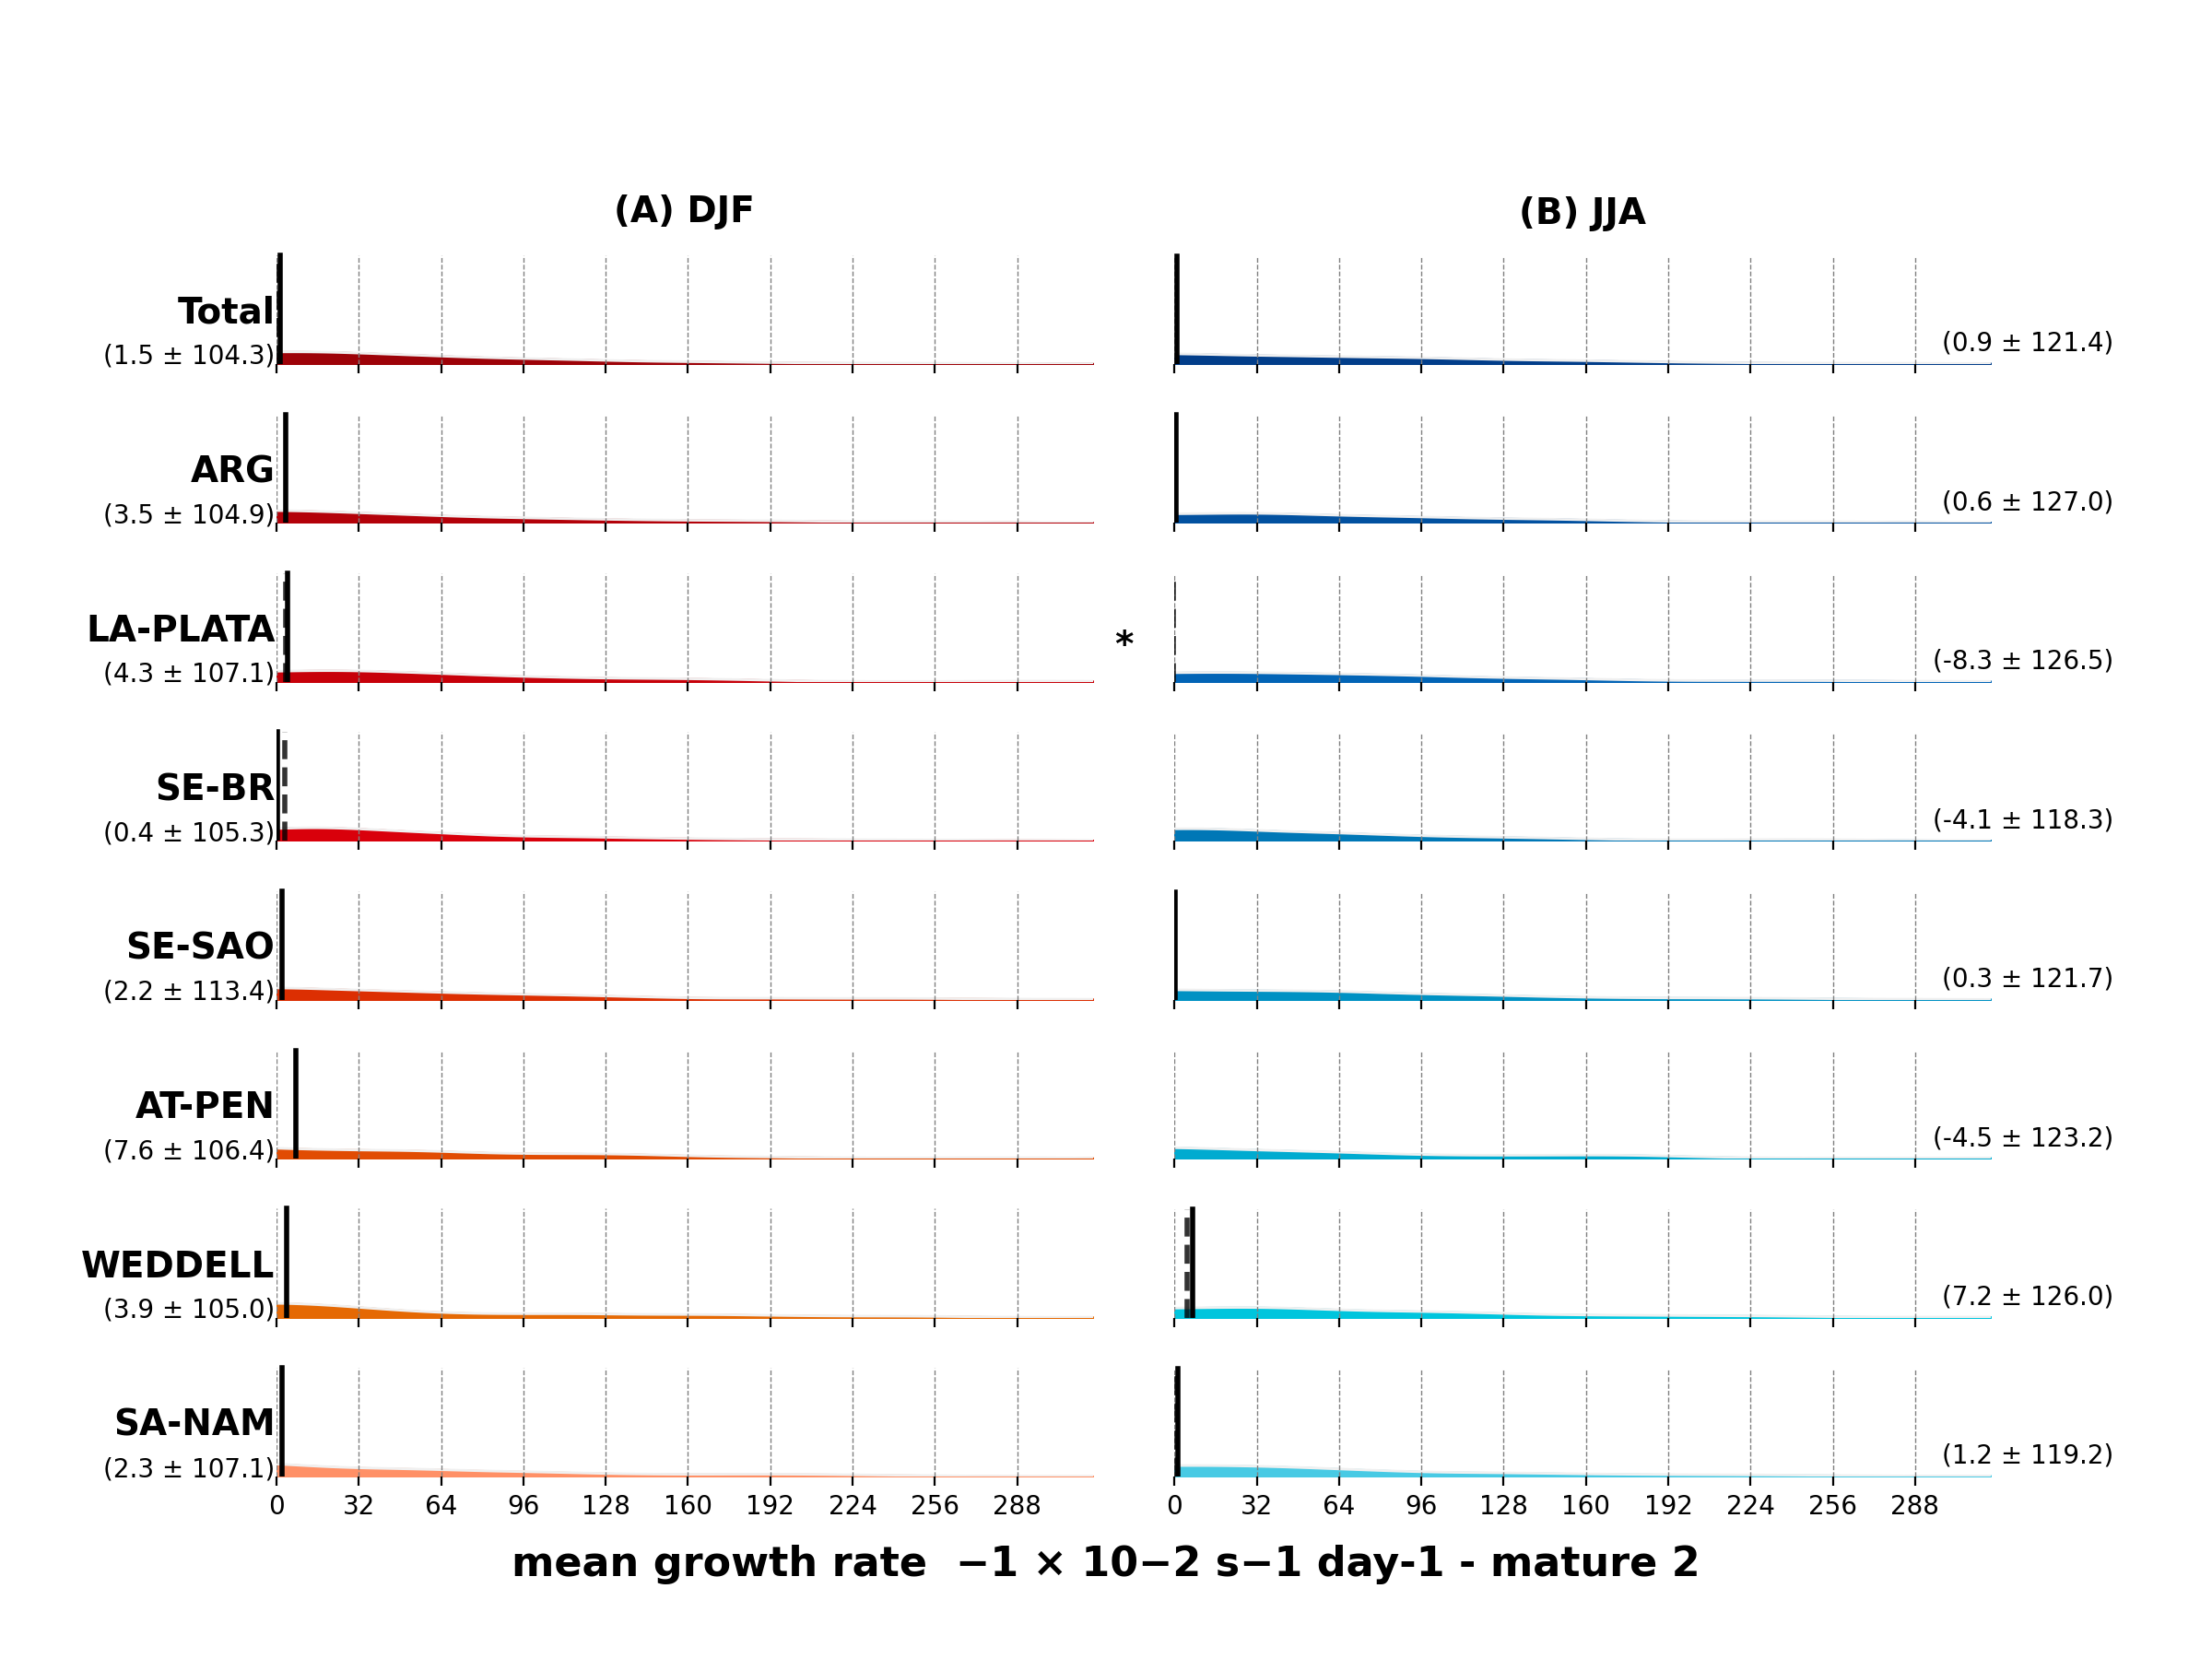 (A) DJF
(B) JJA
Total
(1.5 ± 104.3)
(0.9 ± 121.4)
ARG
(3.5 ± 104.9)
(0.6 ± 127.0)
LA-PLATA
(4.3 ± 107.1)
*
(-8.3 ± 126.5)
SE-BR
(0.4 ± 105.3)
(-4.1 ± 118.3)
SE-SAO
(2.2 ± 113.4)
(0.3 ± 121.7)
AT-PEN
(7.6 ± 106.4)
(-4.5 ± 123.2)
WEDDELL
(3.9 ± 105.0)
(7.2 ± 126.0)
SA-NAM
(2.3 ± 107.1)
(1.2 ± 119.2)
0 32 64 96 128 160 192 224 256 288
0 32 64 96 128 160 192 224 256 288
mean growth rate −1 × 10−2 s−1 day-1 - mature 2